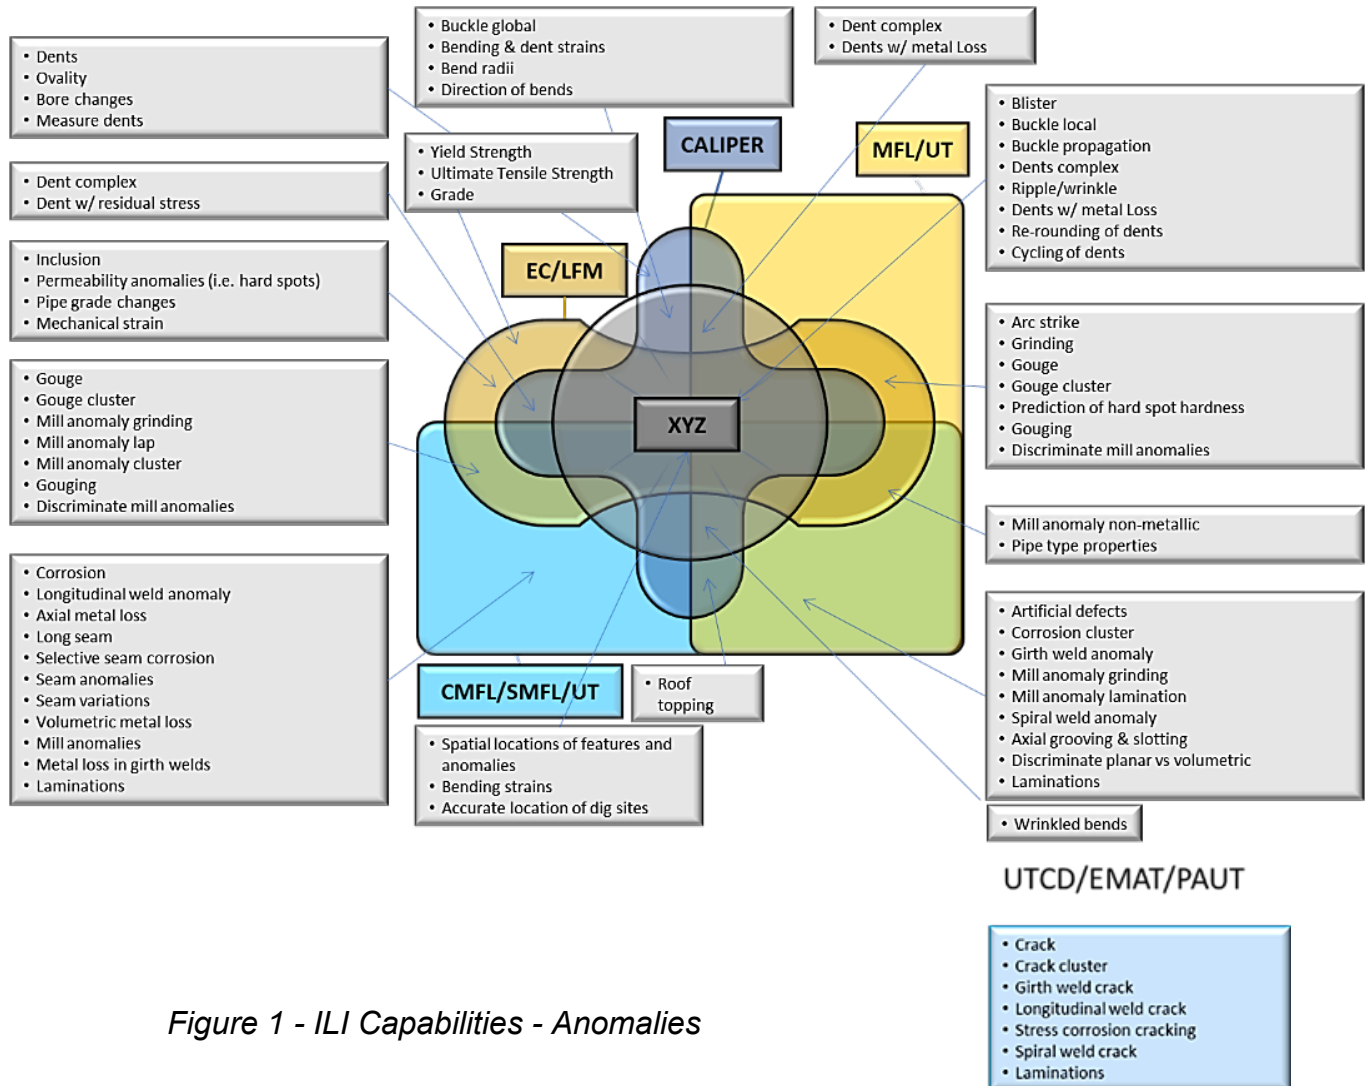 Buckle global
Bending & dent strains
Bend radii
Direction of bends
Dent complex
Dents w/ metal Loss
Dents
Ovality
Bore changes
Measure dents
Blister
Buckle local
Buckle propagation
Dents complex
Ripple/wrinkle
Dents w/ metal Loss
Re-rounding of dents
Cycling of dents
CALIPER
MFL/UT
Yield Strength
Ultimate Tensile Strength
Grade
Dent complex
Dent w/ residual stress
EC/LFM
Inclusion
Permeability anomalies (i.e. hard spots)
Pipe grade changes
Mechanical strain
Arc strike
Grinding
Gouge
Gouge cluster
Prediction of hard spot hardness
Gouging
Discriminate mill anomalies
Gouge
Gouge cluster
Mill anomaly grinding
Mill anomaly lap
Mill anomaly cluster
Gouging
Discriminate mill anomalies
XYZ
Mill anomaly non-metallic
Pipe type properties
Corrosion
Longitudinal weld anomaly
Axial metal loss
Long seam
Selective seam corrosion
Seam anomalies
Seam variations
Volumetric metal loss
Mill anomalies
Metal loss in girth welds
Laminations
Artificial defects
Corrosion cluster
Girth weld anomaly
Mill anomaly grinding
Mill anomaly lamination
Spiral weld anomaly
Axial grooving & slotting
Discriminate planar vs volumetric
Laminations
CMFL/SMFL/UT
Roof
topping
Spatial locations of features and
anomalies
Bending strains
Accurate location of dig sites
Wrinkled bends
UTCD/EMAT/PAUT
Crack
Crack cluster
Girth weld crack
Longitudinal weld crack
Stress corrosion cracking
Spiral weld crack
Laminations
Figure 1 - ILI Capabilities - Anomalies